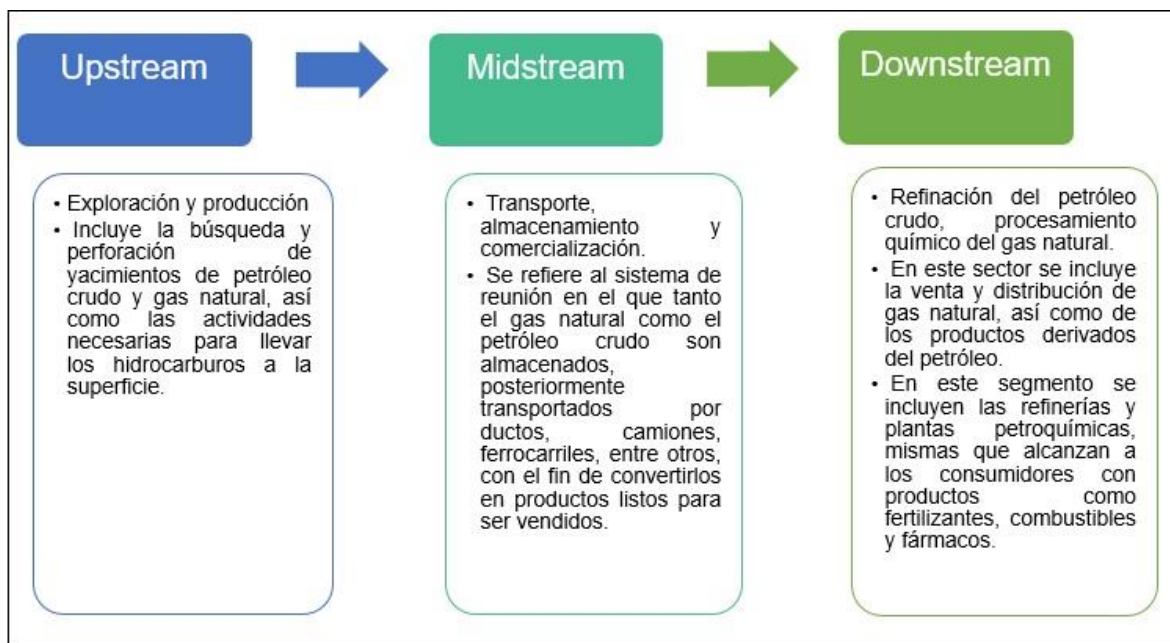 Upstream
Midstream
Downstream
• Exploración y producción
• Incluye la búsqueda y
perforación de
yacimientos de petróleo
crudo y gas natural, así
como las actividades
necesarias para llevar
los hidrocarburos a la
superficie.
• Transporte,
almacenamiento y
comercialización.
• Se refiere al sistema de
reunión en el que tanto
el gas natural como el
petróleo crudo son
almacenados,
posteriormente
transportados por
ductos, camiones,
ferrocarriles, entre otros,
con el fin de convertirlos
en productos listos para
ser vendidos.
• Refinación del petróleo
crudo, procesamiento
químico del gas natural.
• En este sector se incluye
la venta y distribución de
gas natural, así como de
los productos derivados
del petróleo.
• En este segmento se
incluyen las refinerías y
plantas petroquímicas,
mismas que alcanzan a
los consumidores con
productos como
fertilizantes, combustibles
y fármacos.